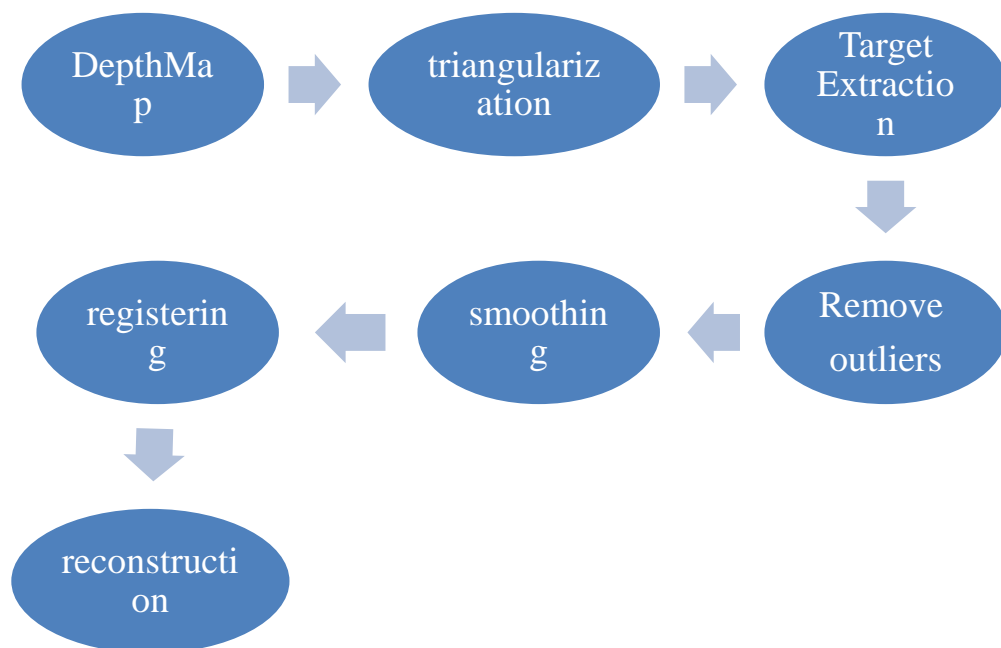 DepthMa
p
triangulariz
ation
Target
Extractio
n
Remove
outliers
smoothin
g
registerin
g
reconstructi
on